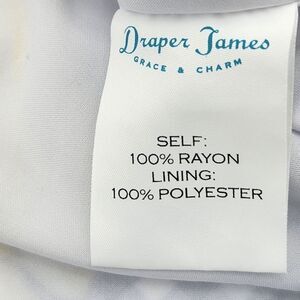 Draper James
GRACE & CHARM
SELF:
100% RAYON
LINING:
100% POLYESTER